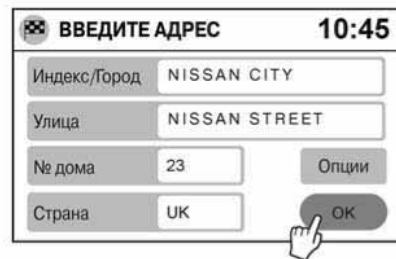 ВВЕДИТЕ АДРЕС 10:45
Индекс/Город NISSAN CITY
Улица NISSAN STREET
№ дома 23 Опции
Страна UK OK